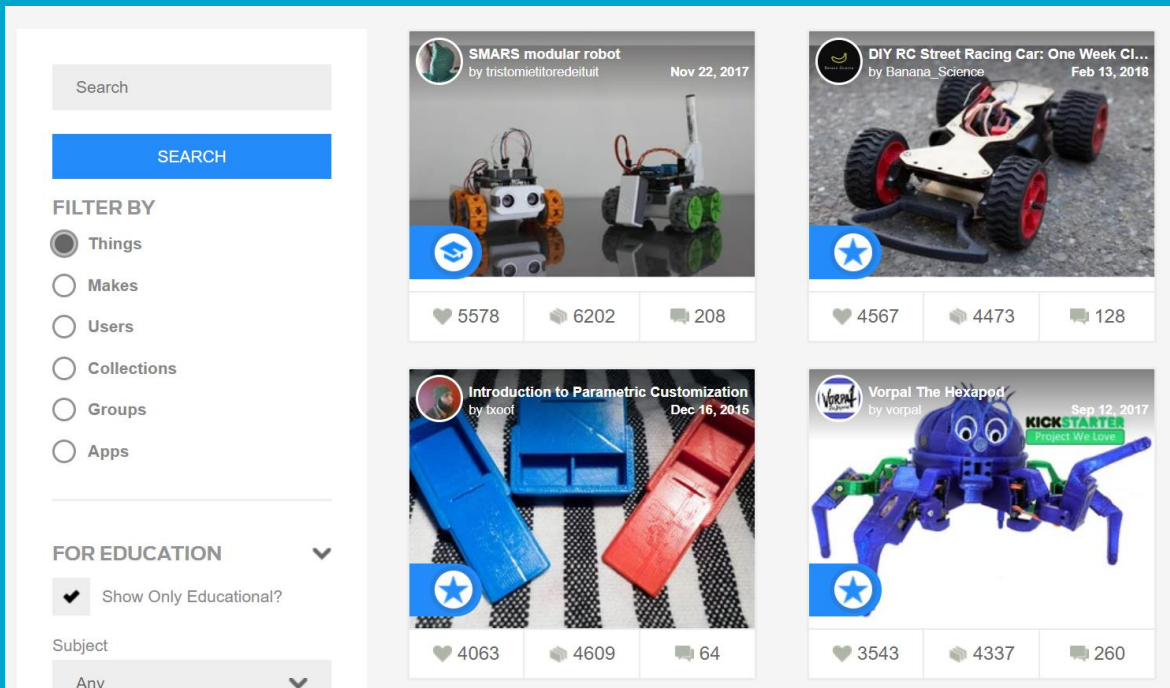 Search
SEARCH
FILTER BY
Things
Makes
Users
Collections
Groups
Apps
FOR EDUCATION
Show Only Educational?
Subject
Any
SMARS modular robot
by tristomietitoredeituit Nov 22, 2017
5578 6202 208
DIY RC Street Racing Car: One Week Cl...
by Banana_Science Feb 13, 2018
4567 4473 128
Introduction to Parametric Customization
by txoof Dec 16, 2015
4063 4609 64
VORPAL
Vorpal The Hexapod
by vorpal Sep 12, 2017
KICKSTARTER
Project We Love
3543 4337 260